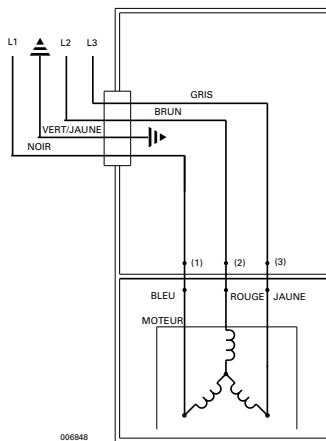 L1 L2 L3
GRIS
BRUN
VERT/JAUNE
NOIR
(1) (2) (3)
BLEU ROUGE JAUNE
MOTEUR
006848